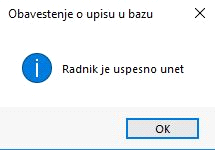 Obavestenje o upisu u bazu
Radnik je uspesno unet
OK